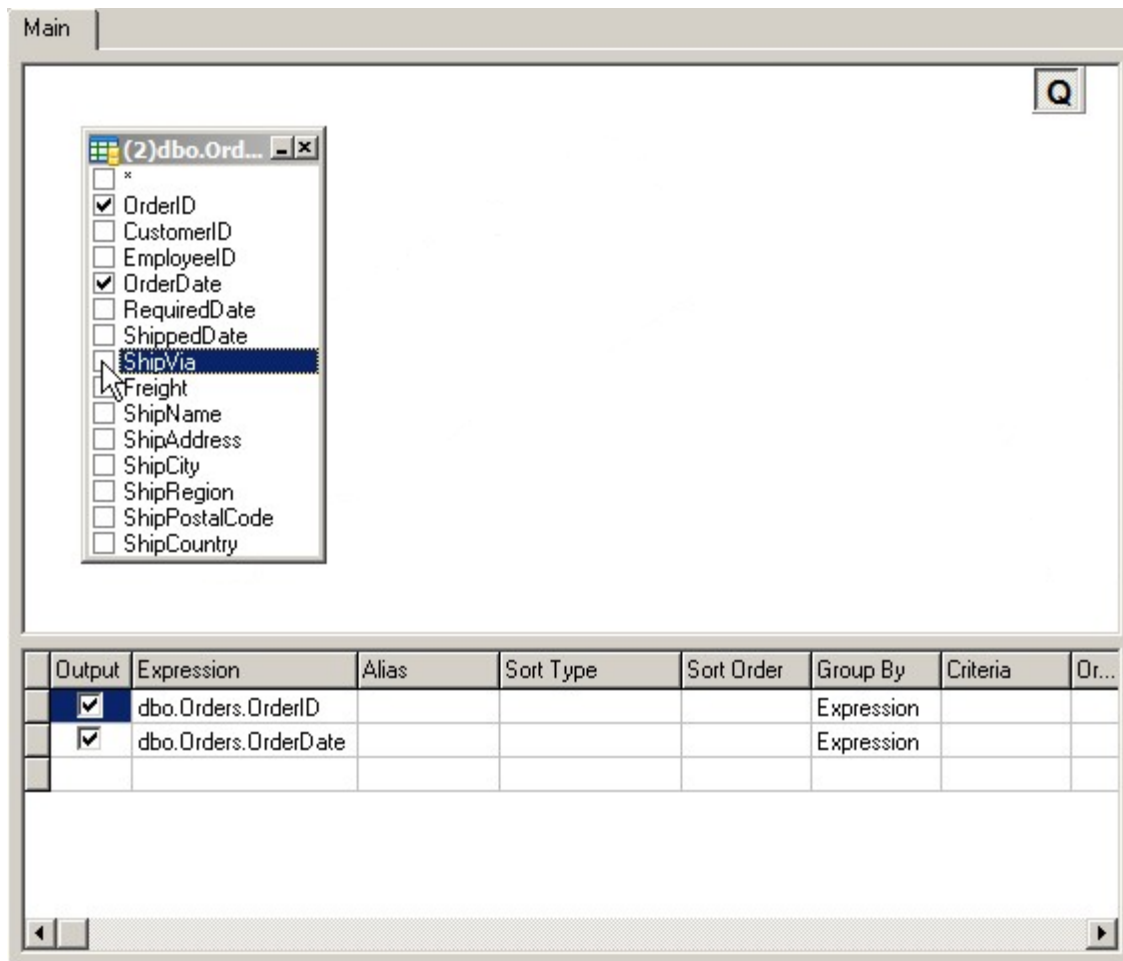 Main
Q
(2)dbo.Ord...
*
OrderID
CustomerID
EmployeeID
OrderDate
RequiredDate
ShippedDate
ShipVia
Freight
ShipName
ShipAddress
ShipCity
ShipRegion
ShipPostalCode
ShipCountry
Output Expression Alias Sort Type Sort Order Group By Criteria Or...
dbo.Orders.OrderID Expression
dbo.Orders.OrderDate Expression